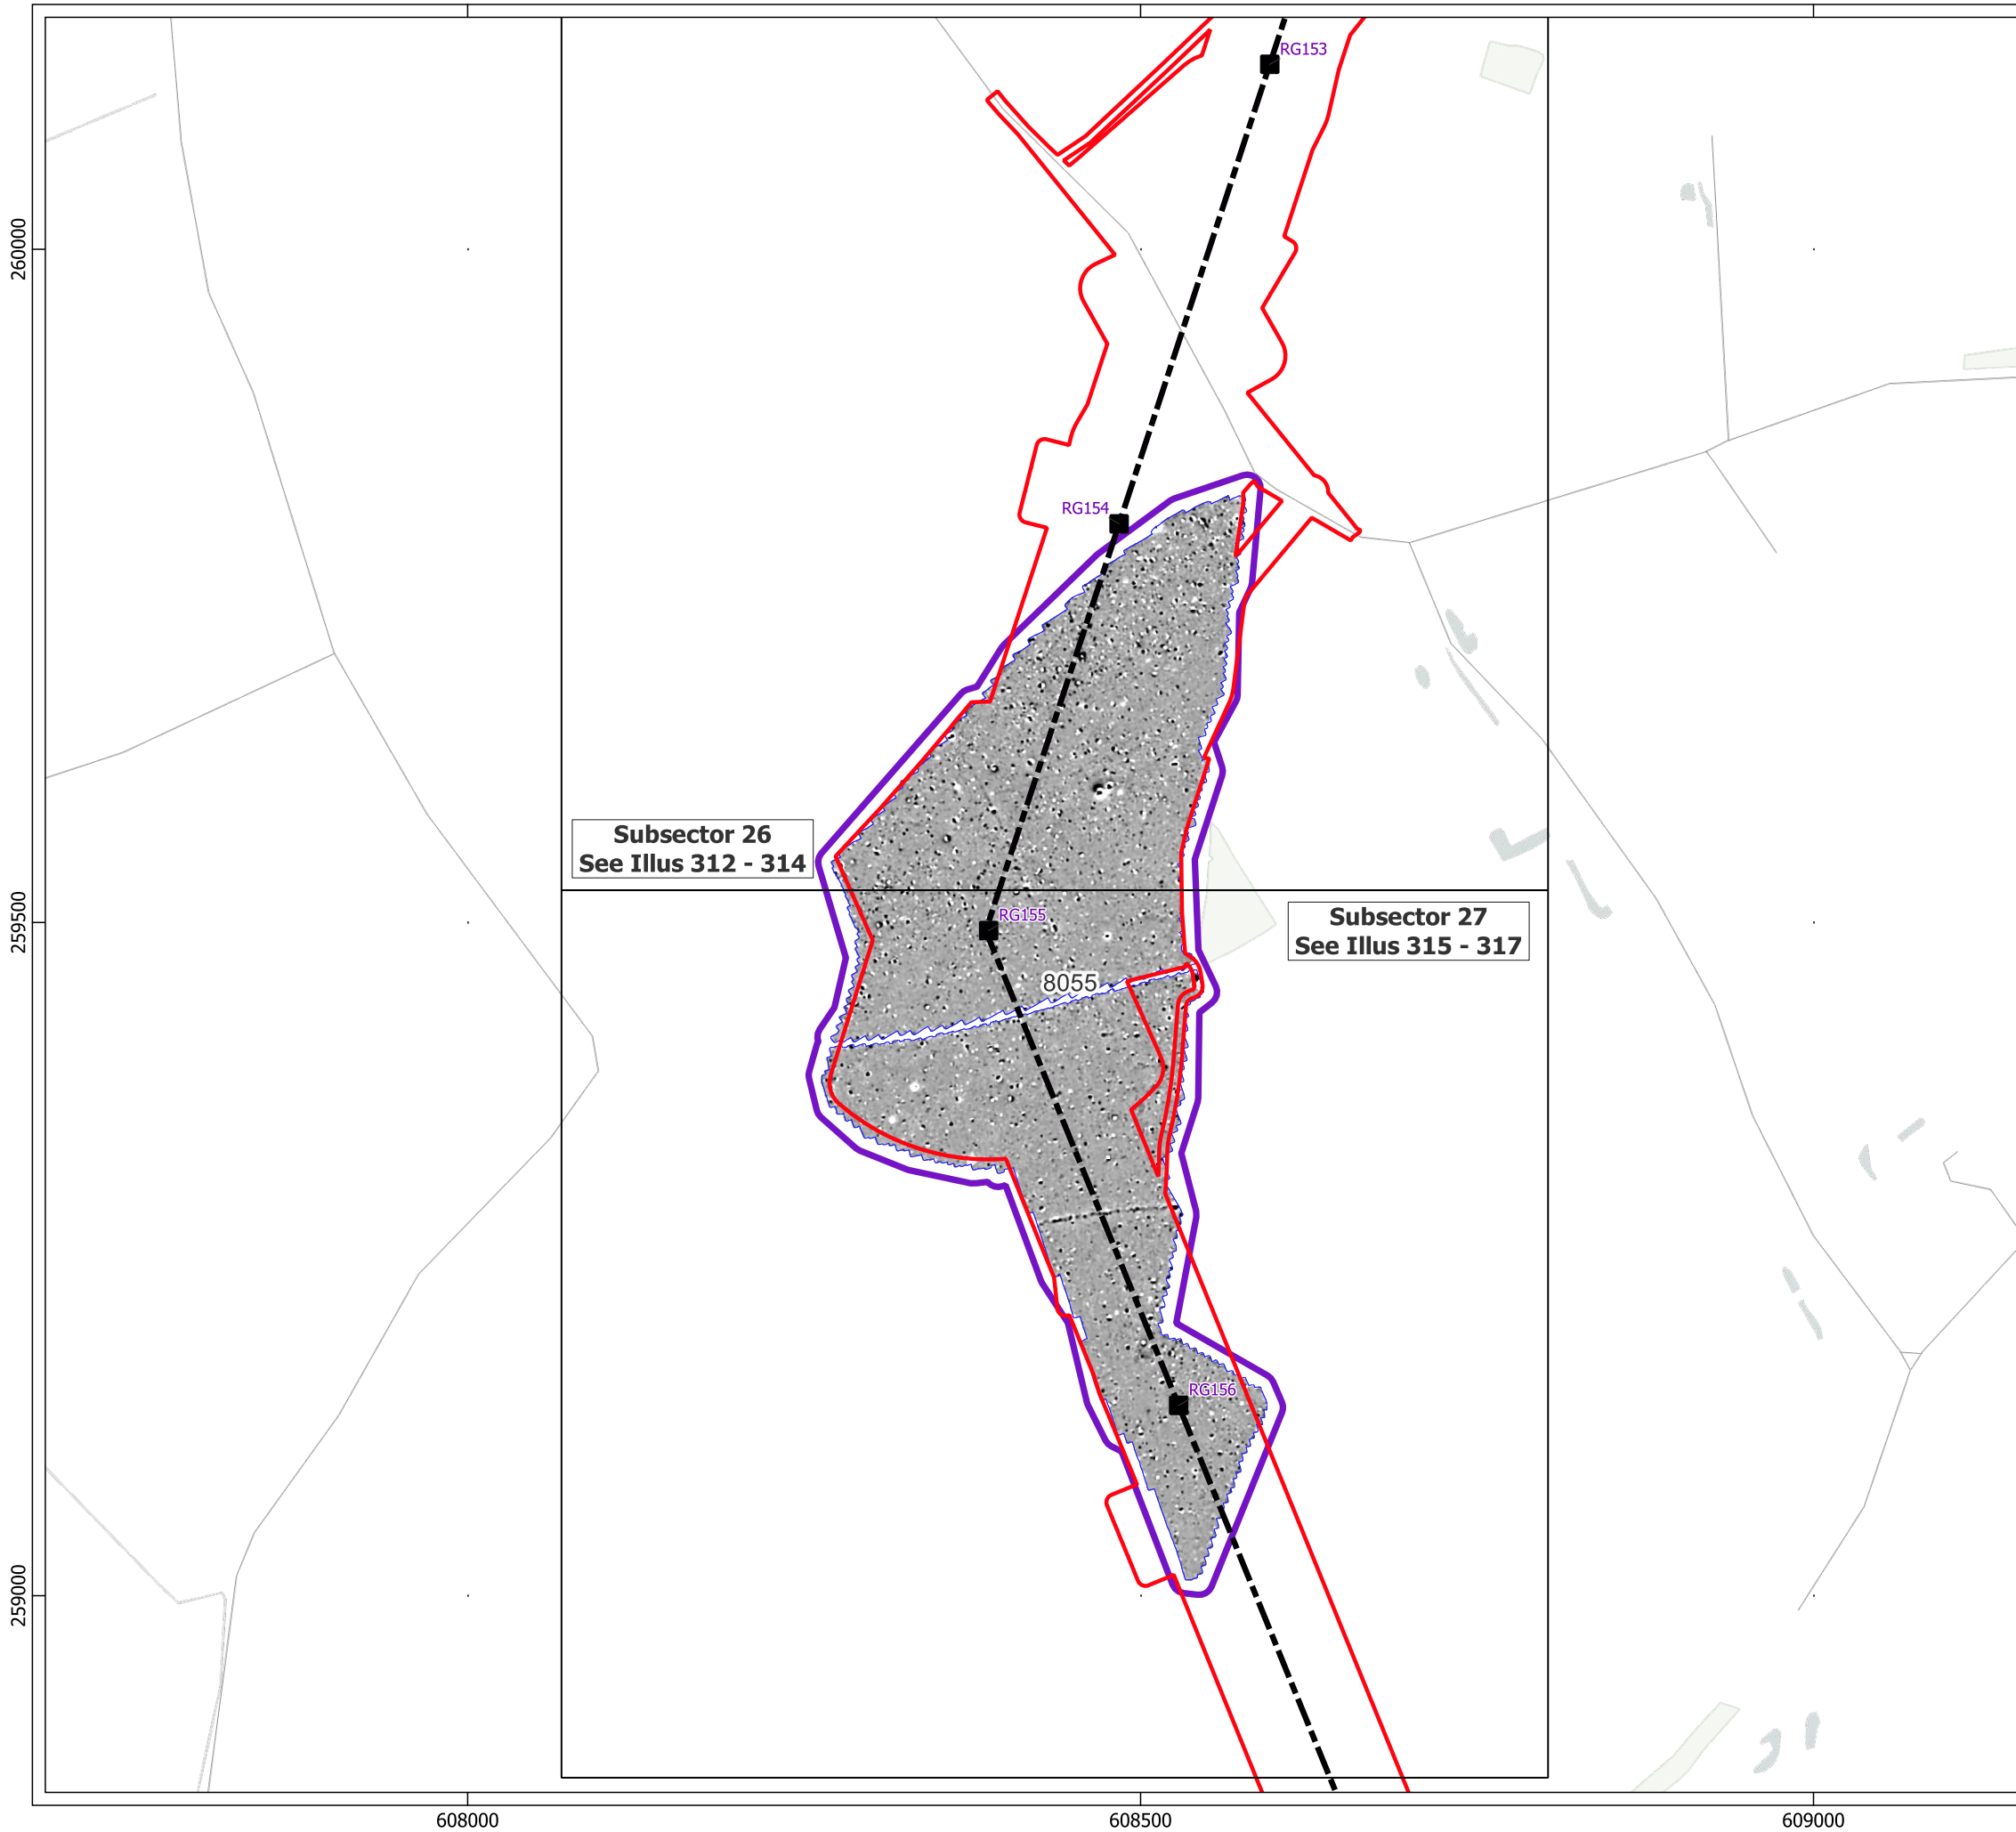 RG153
260000
RG154
Subsector 26
See Illus 312 - 314
259500
RG155
Subsector 27
See Illus 315 - 317
8055
RG156
259000
608000
608500
609000